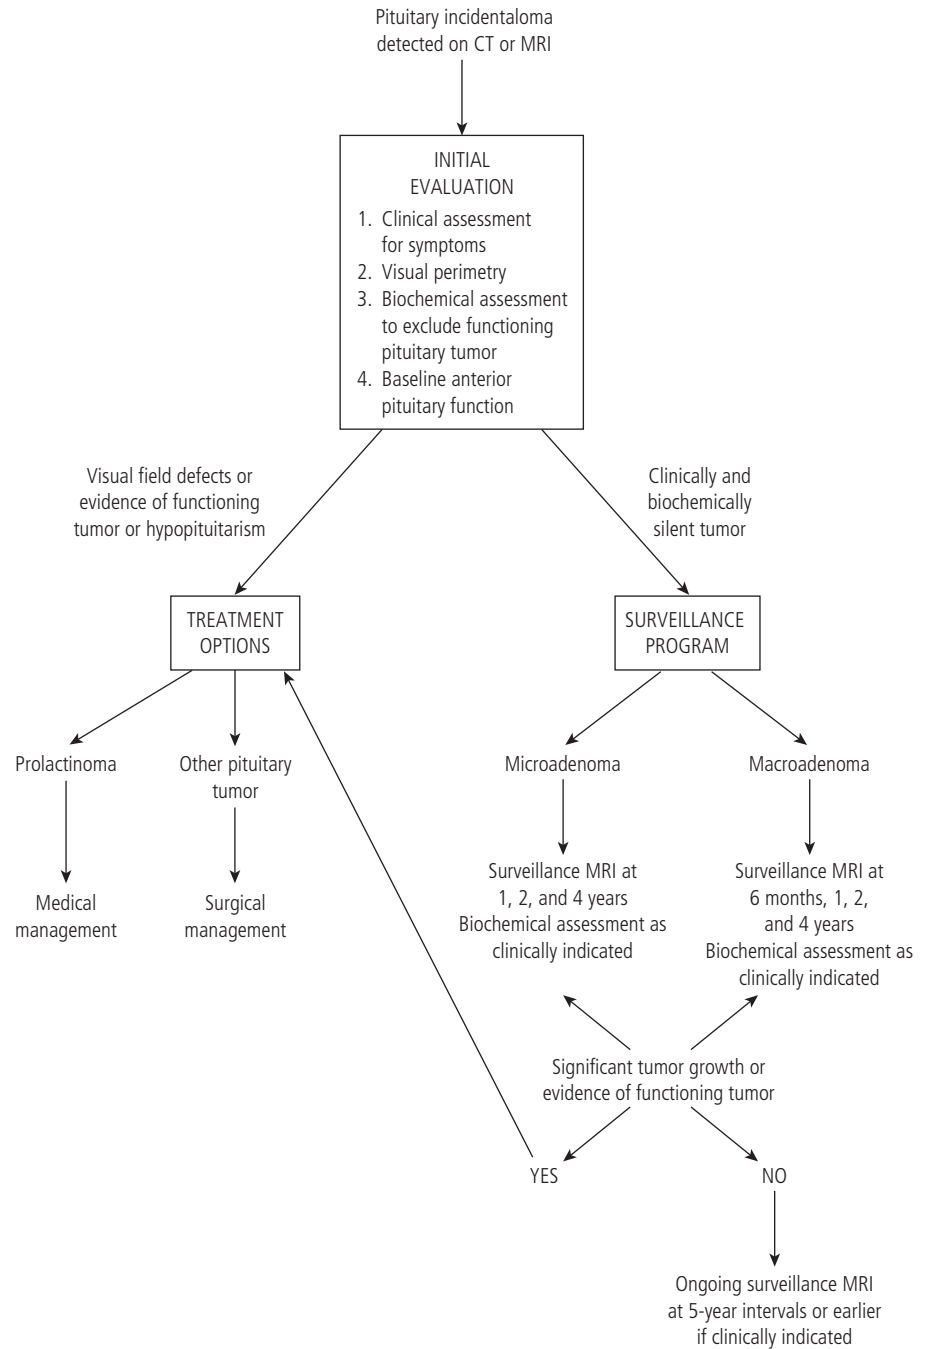 Pituitary incidentaloma
detected on CT or MRI
INITIAL
EVALUATION
1. Clinical assessment
for symptoms
2. Visual perimetry
3. Biochemical assessment
to exclude functioning
pituitary tumor
4. Baseline anterior
pituitary function
Visual field defects or
evidence of functioning
tumor or hypopituitarism
Clinically and
biochemically
silent tumor
TREATMENT
OPTIONS
SURVEILLANCE
PROGRAM
Prolactinoma
Other pituitary
tumor
Microadenoma
Macroadenoma
Medical
management
Surgical
management
Surveillance MRI at
1, 2, and 4 years
Biochemical assessment as
clinically indicated
Surveillance MRI at
6 months, 1, 2,
and 4 years
Biochemical assessment as
clinically indicated
Significant tumor growth or
evidence of functioning tumor
YES
NO
Ongoing surveillance MRI
at 5-year intervals or earlier
if clinically indicated